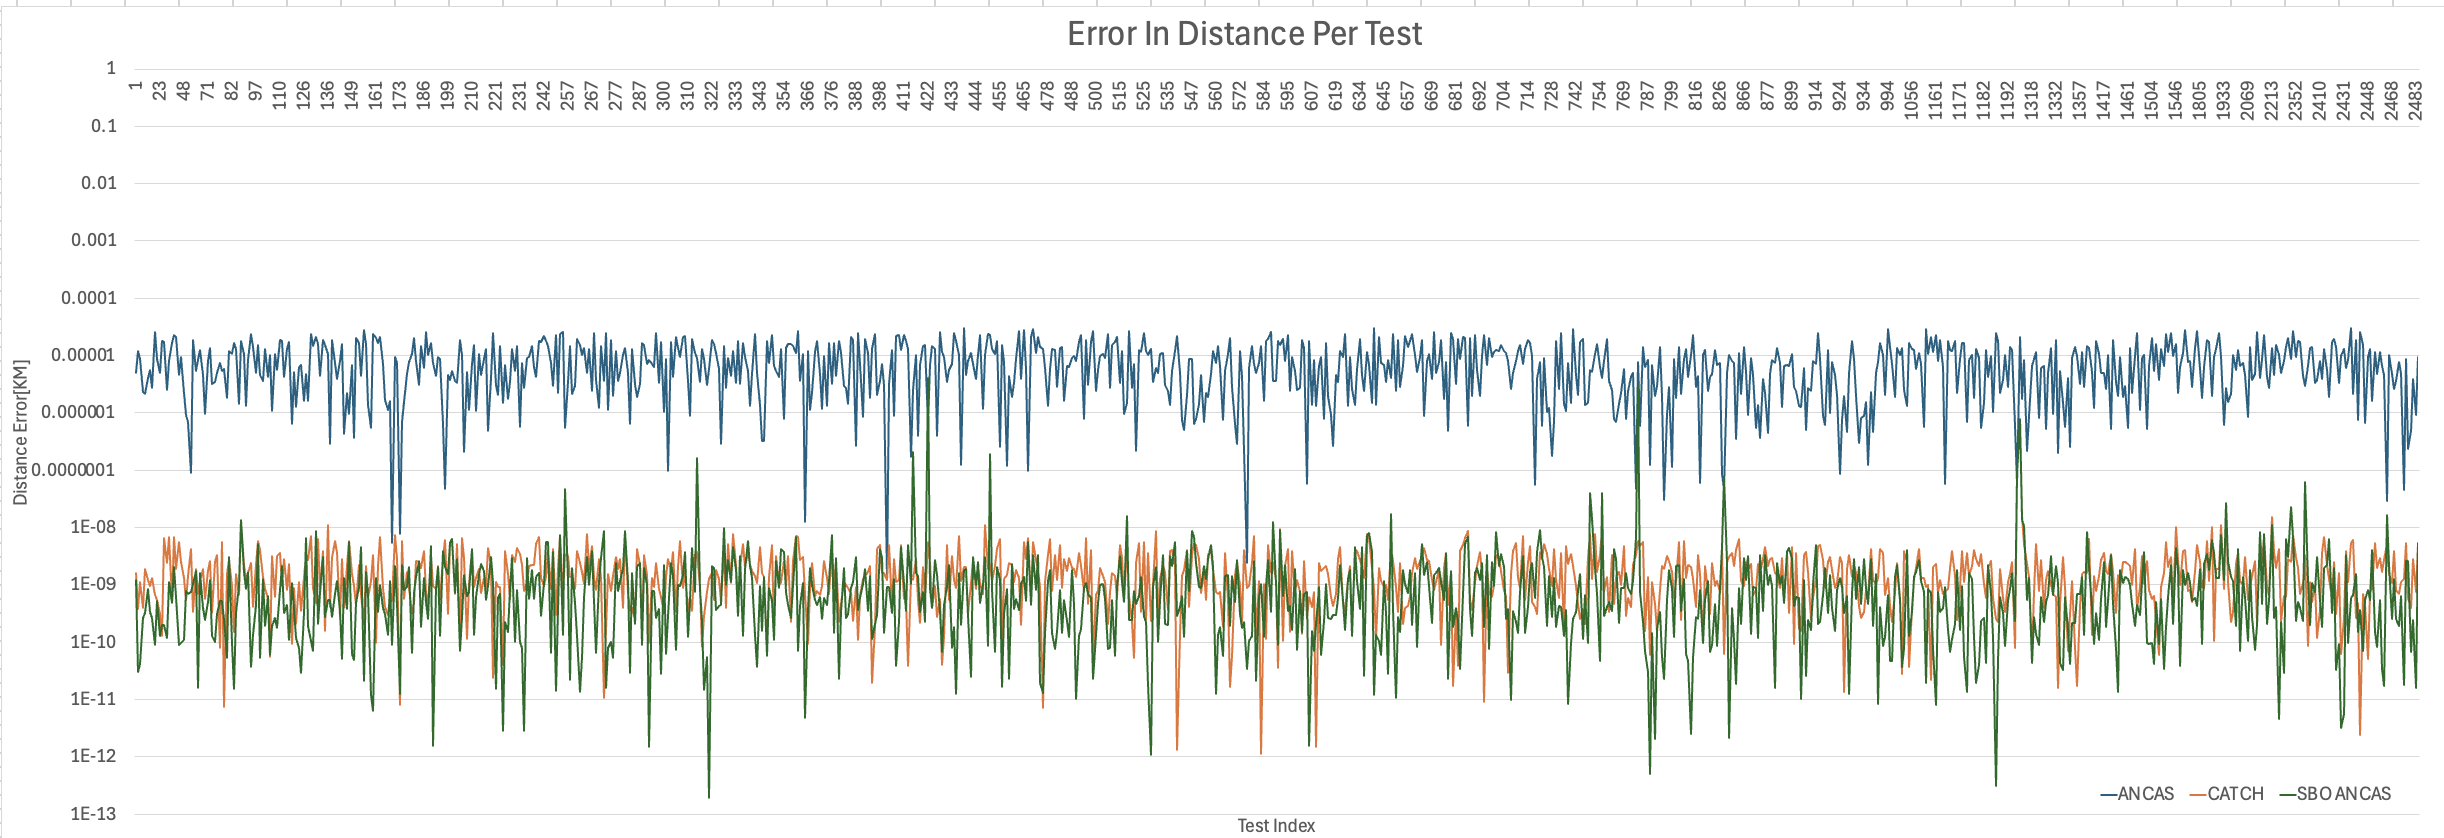 Error In Distance Per Test
1
1 23 48 71 82 97 110 126 136 149 161 173 186 199 210 221 231 242 257 267 277 287 300 310 322 333 343 354 366 376 388 398 411 422 433 444 455 465 478 488 500 515 525 535 547 560 572 584 595 607 619 634 645 657 669 681 692 704 714 728 742 754 769 787 799 816 826 866 877 899 914 924 934 994 1056 1161 1171 1182 1192 1318 1332 1357 1417 1461 1504 1546 1805 1933 2069 2213 2352 2410 2431 2448 2468 2483
0.1
0.01
0.001
0.0001
0.00001
0.000001
0.0000001
1E-08
1E-09
1E-10
1E-11
1E-12
1E-13
Distance Error[KM]
ANCAS CATCH SBO ANCAS
Test Index